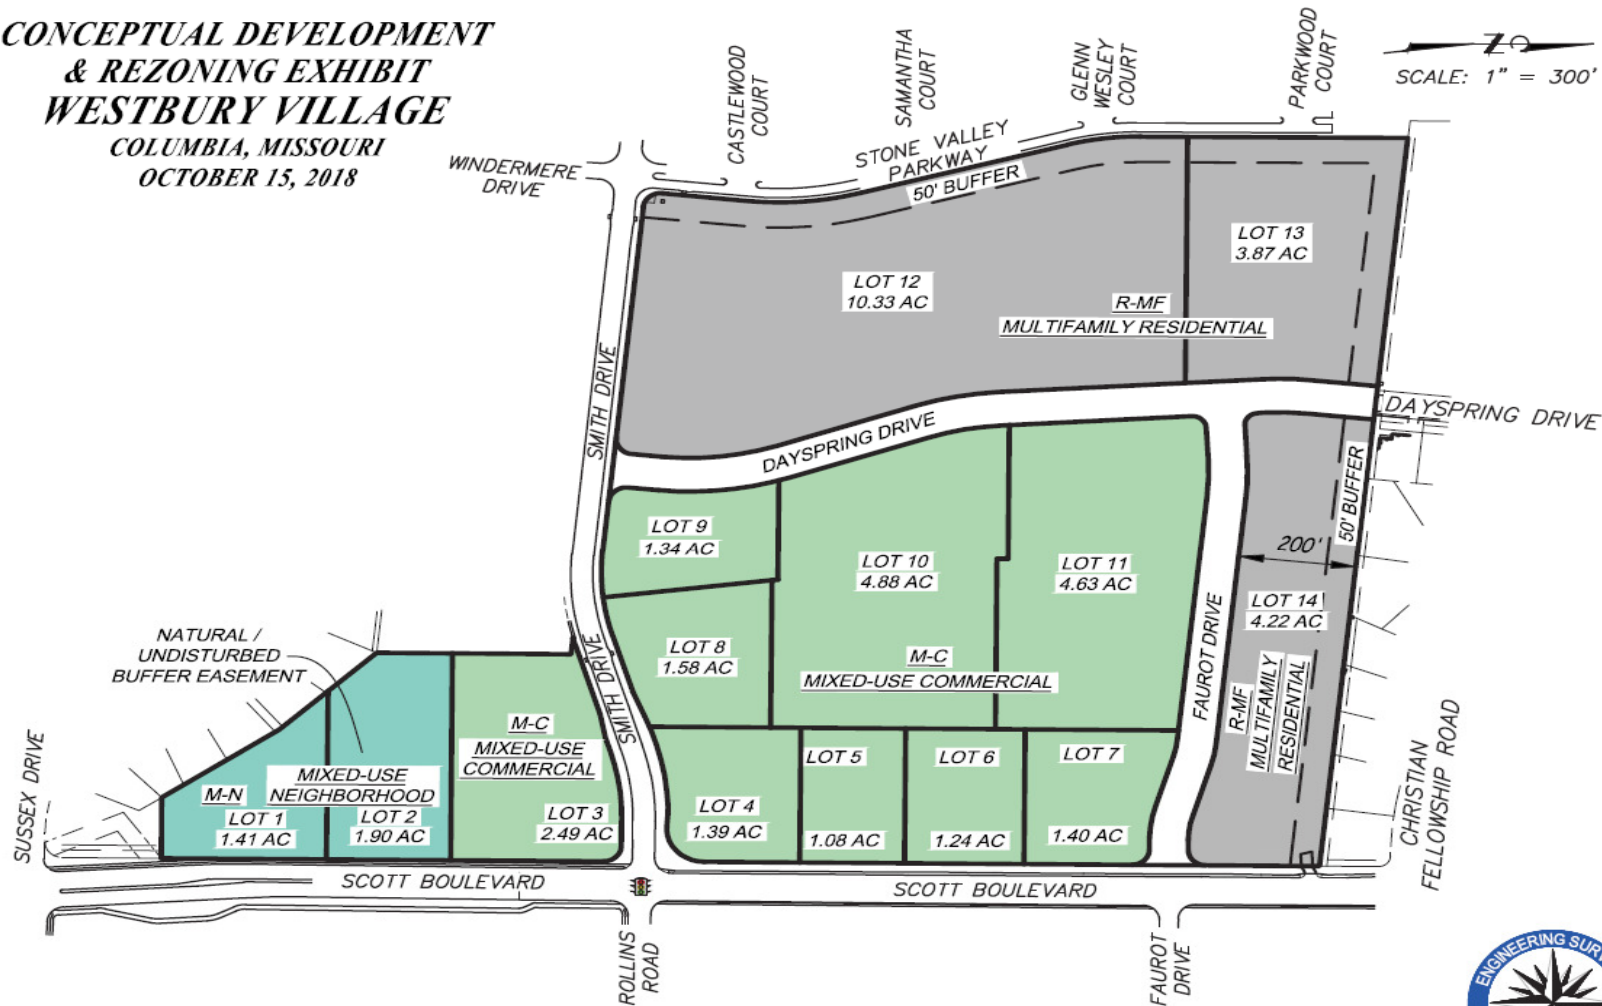 CONCEPTUAL DEVELOPMENT
& REZONING EXHIBIT
WESTBURY VILLAGE
COLUMBIA, MISSOURI
OCTOBER 15, 2018
N
SCALE: 1" = 300'
WINDERMERE
DRIVE
CASTLEWOOD
COURT
SAMANTHA
COURT
GLENN
WESLEY
COURT
PARKWOOD
COURT
STONE VALLEY
PARKWAY
50' BUFFER
LOT 12
10.33 AC
LOT 13
3.87 AC
R-MF
MULTIFAMILY RESIDENTIAL
SMITH DRIVE
DAYSPRING DRIVE
DAYSPRING DRIVE
LOT 9
1.34 AC
LOT 10
4.88 AC
LOT 11
4.63 AC
50' BUFFER
200'
LOT 14
4.22 AC
R-MF
MULTIFAMILY
RESIDENTIAL
FAUROT DRIVE
LOT 8
1.58 AC
M-C
MIXED-USE COMMERCIAL
SMITH DRIVE
NATURAL /
UNDISTURBED
BUFFER EASEMENT
M-C
MIXED-USE
COMMERCIAL
LOT 3
2.49 AC
M-N
MIXED-USE
NEIGHBORHOOD
LOT 1
1.41 AC
LOT 2
1.90 AC
LOT 4
1.39 AC
LOT 5
1.08 AC
LOT 6
1.24 AC
LOT 7
1.40 AC
SUSSEX DRIVE
CHRISTIAN
FELLOWSHIP ROAD
SCOTT BOULEVARD
SCOTT BOULEVARD
ROLLINS
ROAD
FAUROT
DRIVE
ENGINEERING SUR